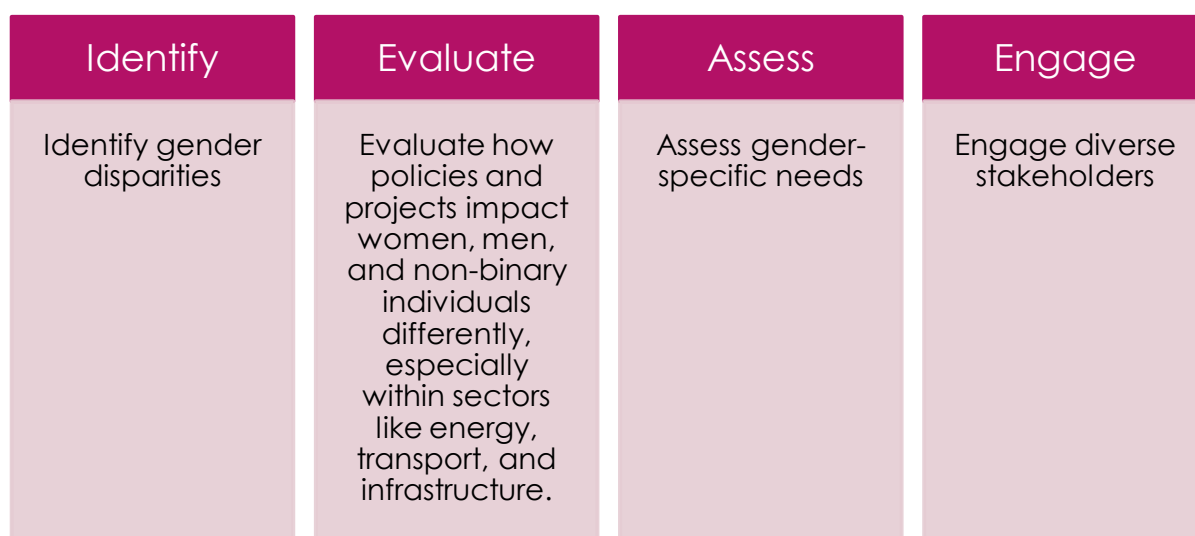 Identify
Identify gender
disparities
Evaluate
Evaluate how
policies and
projects impact
women, men,
and non-binary
individuals
differently,
especially
within sectors
like energy,
transport, and
infrastructure.
Assess
Assess gender-
specific needs
Engage
Engage diverse
stakeholders